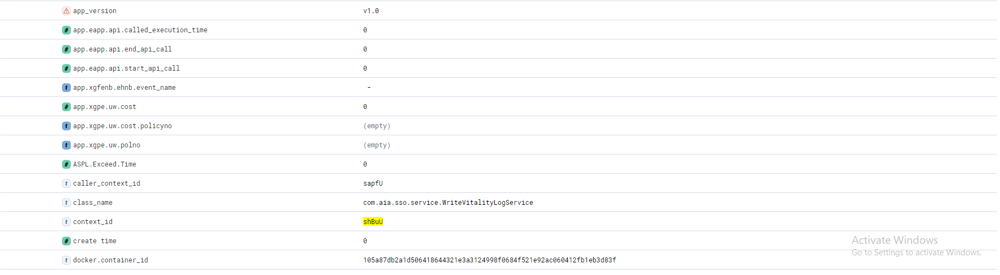 app_version v1.0
app.eapp.api.called_execution_time 0
app.eapp.api.end_api_call 0
app.eapp.api.start_api_call 0
app.xgfenb.ehnb.event_name -
app.xgpe.uw.cost 0
app.xgpe.uw.cost.policyno (empty)
app.xgpe.uw.polno (empty)
ASPL.Exceed.Time 0
caller_context_id sapfU
class_name com.aia.sso.service.WriteVitalityLogService
context_id shBuU
create time 0
docker.container_id 105a87db2a1d506418644321e3a3124998f0684f521e92ac060412fb1eb3d83f
Activate Windows
Go to Settings to activate Windows.